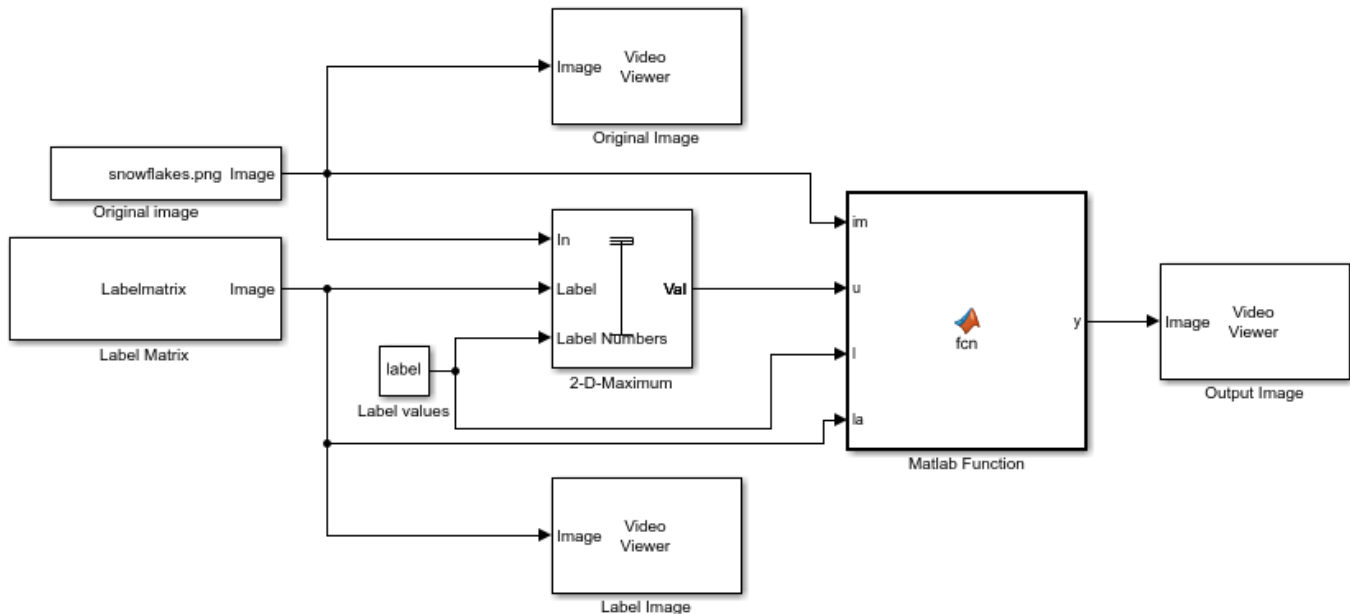 Image
Video
Viewer
Original Image
snowflakes.png Image
Original image
Labelmatrix Image
Label Matrix
In
Label
Label Numbers
Val
2-D-Maximum
label
Label values
im
u
l
la
fcn
y
Matlab Function
Image
Video
Viewer
Output Image
Image
Video
Viewer
Label Image